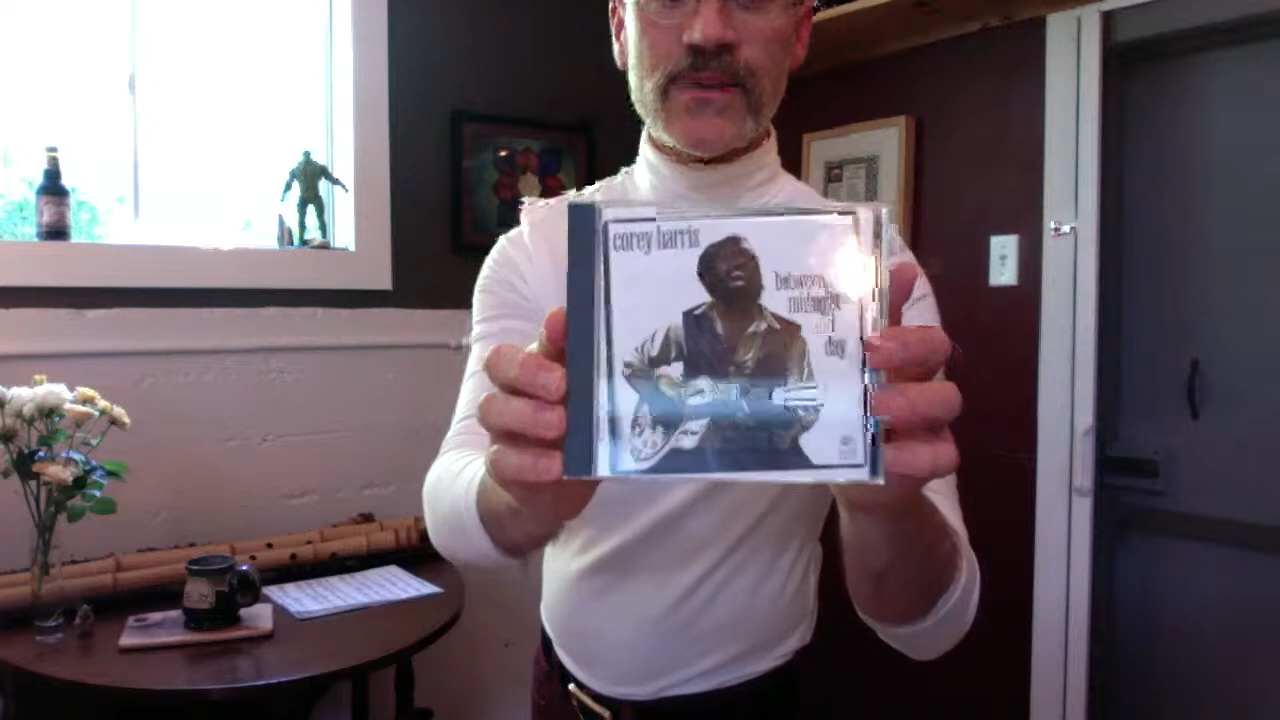 corey harris
between
midnight
and
day